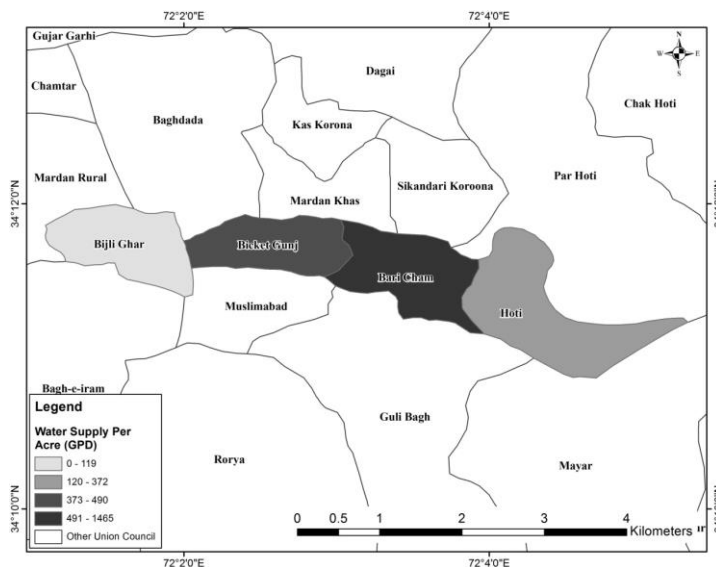 72°2'0"E
72°4'0"E
Gujar Garhi
N
W
E
S
Dagai
Chamtar
Chak Hoti
Baghdada
Kas Korona
Mardan Rural
Par Hoti
Sikandari Koroona
Mardan Khas
34°12'0"N
Bijli Ghar
Bicket Gunj
Bari Cham
Muslimabad
Hoti
Bagh-e-iram
Guli Bagh
Rorya
Mayar
Legend
Water Supply Per
Acre (GPD)
0 - 119
120 - 372
373 - 490
491 - 1465
Other Union Council
34°10'0"N
0 0.5 1 2 3 4
Kilometers
72°2'0"E
72°4'0"E